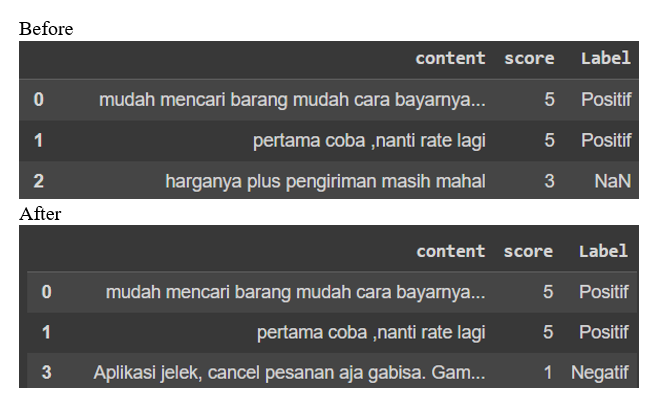 Before
content score Label
0 mudah mencari barang mudah cara bayarnya... 5 Positif
1 pertama coba ,nanti rate lagi 5 Positif
2 harganya plus pengiriman masih mahal 3 NaN
After
content score Label
0 mudah mencari barang mudah cara bayarnya... 5 Positif
1 pertama coba ,nanti rate lagi 5 Positif
3 Aplikasi jelek, cancel pesanan aja gabisa. Gam... 1 Negatif